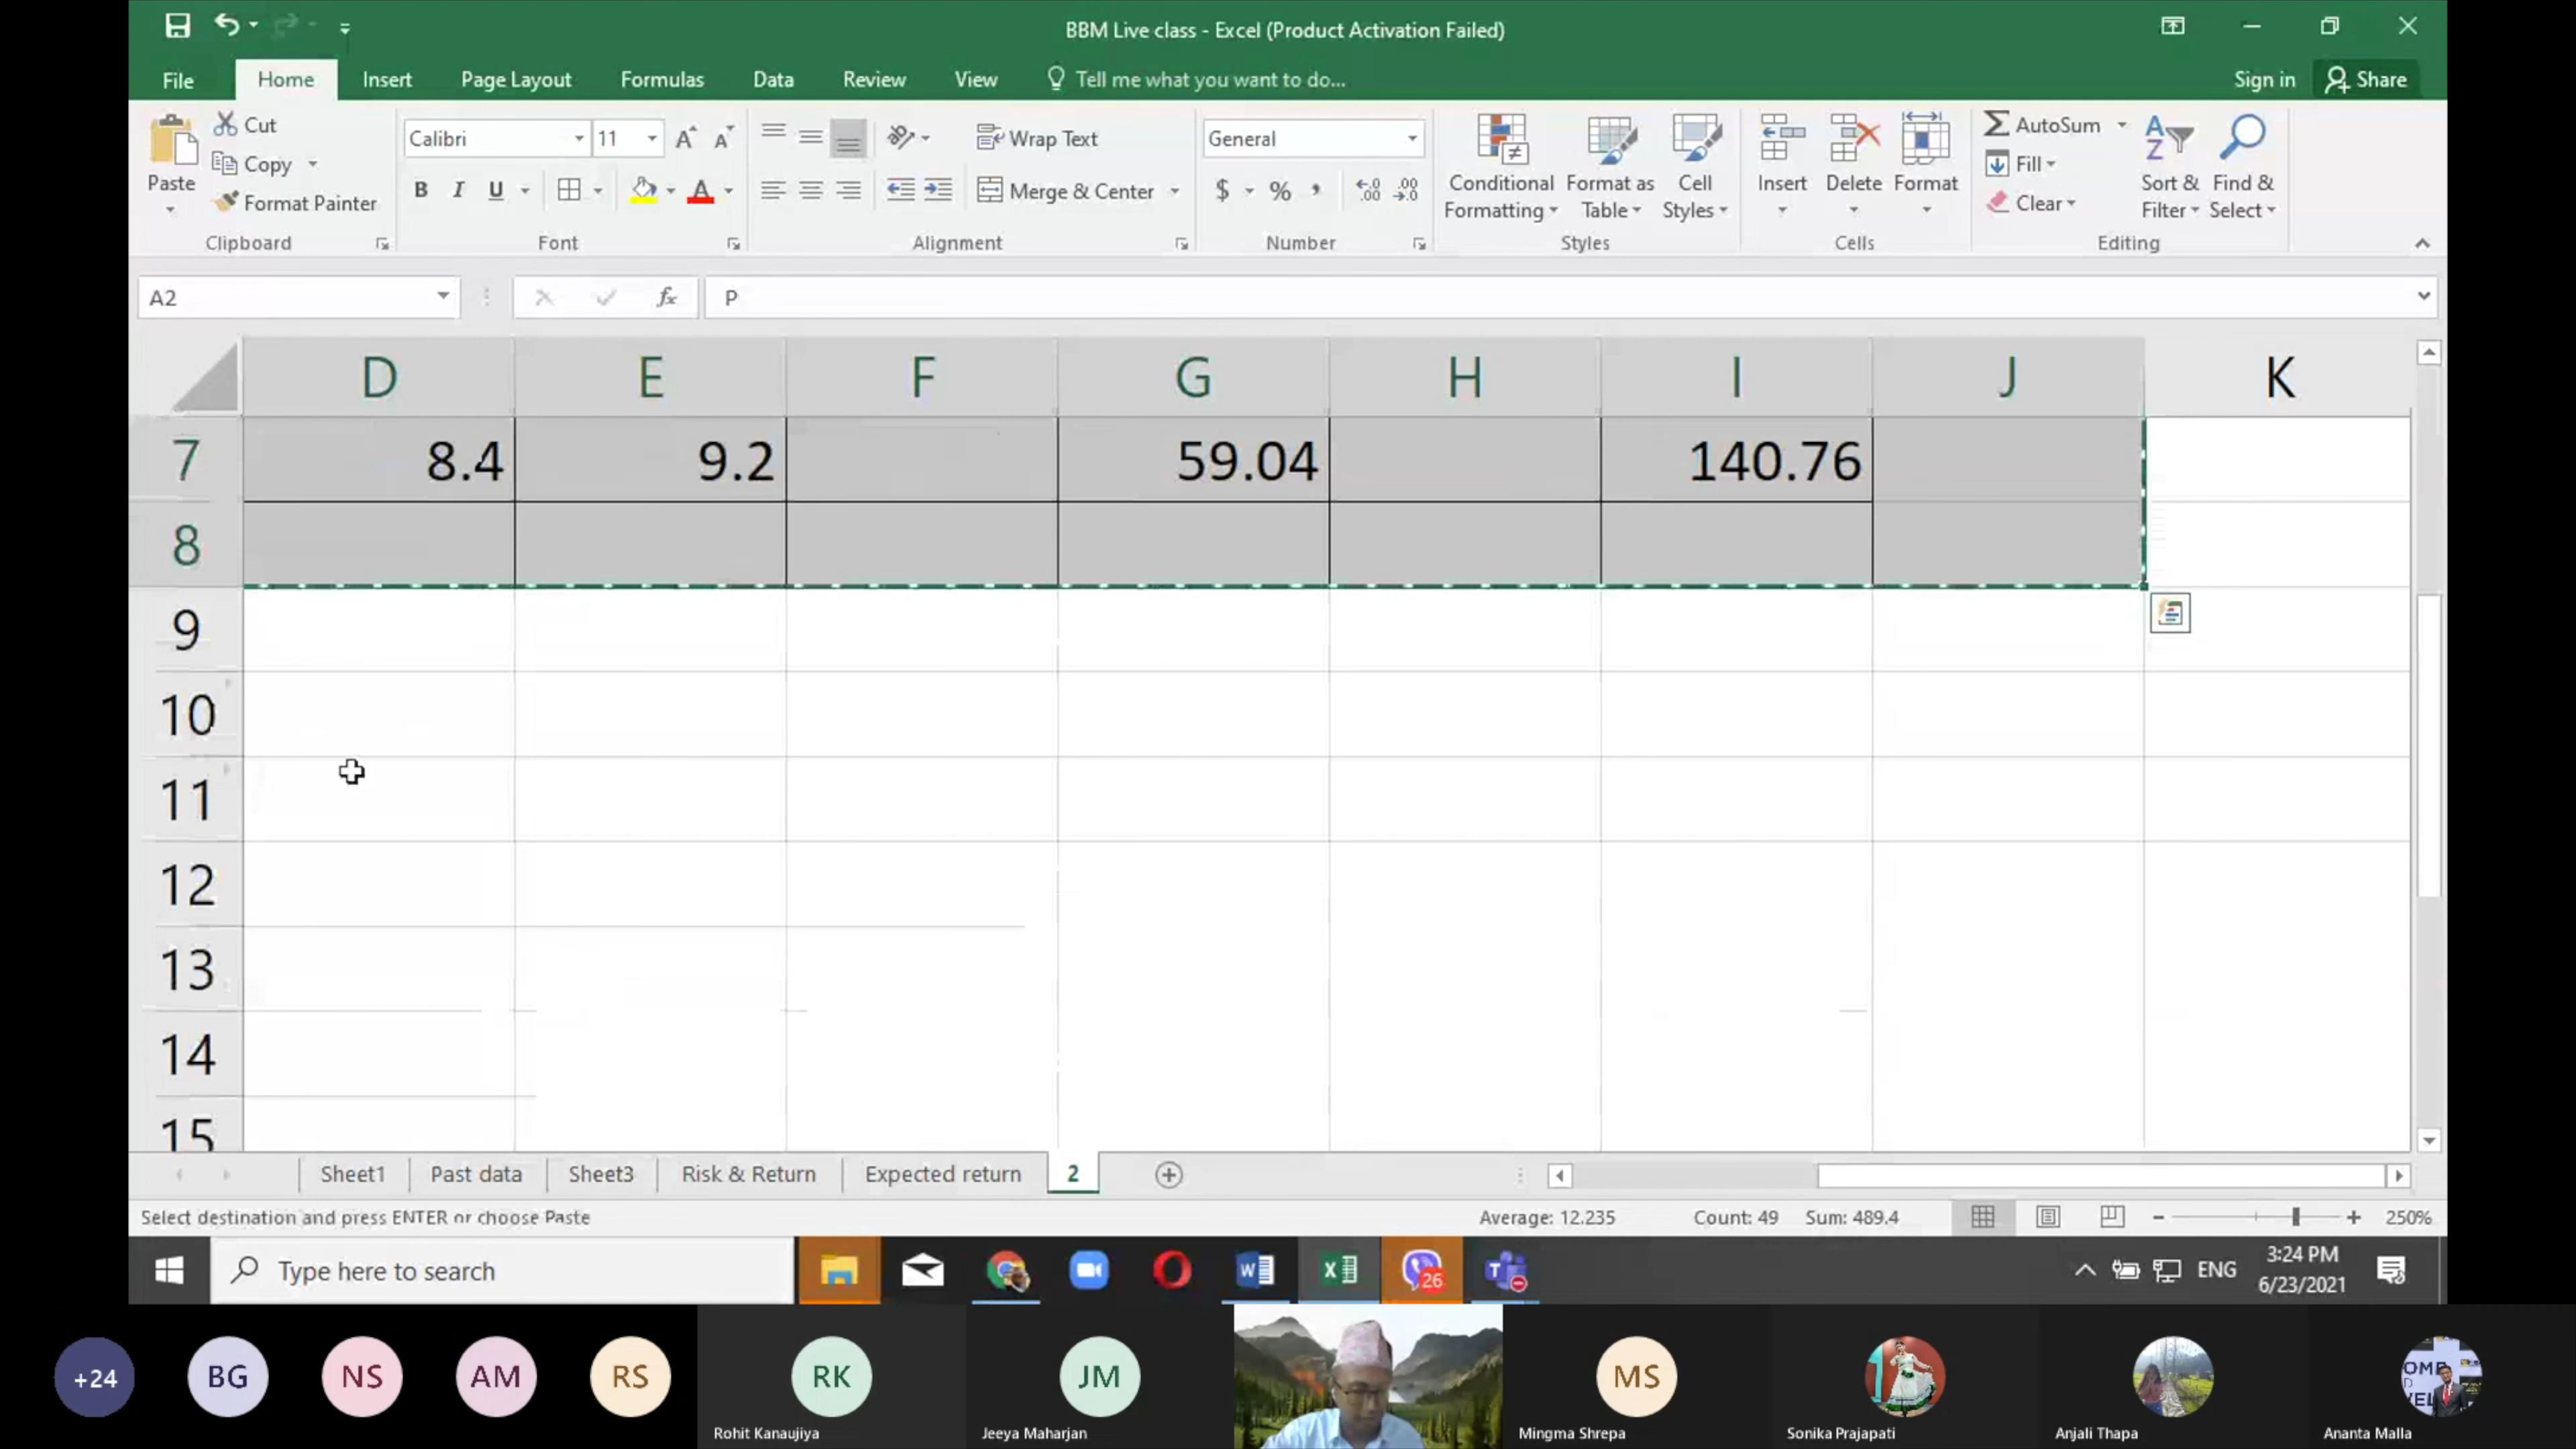 BBM Live class - Excel (Product Activation Failed)
File Home Insert Page Layout Formulas Data Review View Tell me what you want to do... Sign in Share
Cut
Copy
Format Painter
Paste
Clipboard
Calibri 11
B I U
Font
Wrap Text
Merge & Center
Alignment
General
$ % ,
Number
Conditional Formatting
Format as Table
Cell Styles
Styles
Insert Delete Format
Cells
AutoSum
Fill
Clear
Sort & Filter
Find & Select
Editing
A2 fx P
D E F G H I J K
7 8.4 9.2 59.04 140.76
8
9
10
11
12
13
14
15
Sheet1 Past data Sheet3 Risk & Return Expected return 2
Select destination and press ENTER or choose Paste Average: 12.235 Count: 49 Sum: 489.4 250%
Type here to search 26 ENG 3:24 PM
6/23/2021
+24 BG NS AM RS RK JM MS
Rohit Kanaujiya Jeeya Maharjan Mingma Shrepa Sonika Prajapati Anjali Thapa Ananta Malla